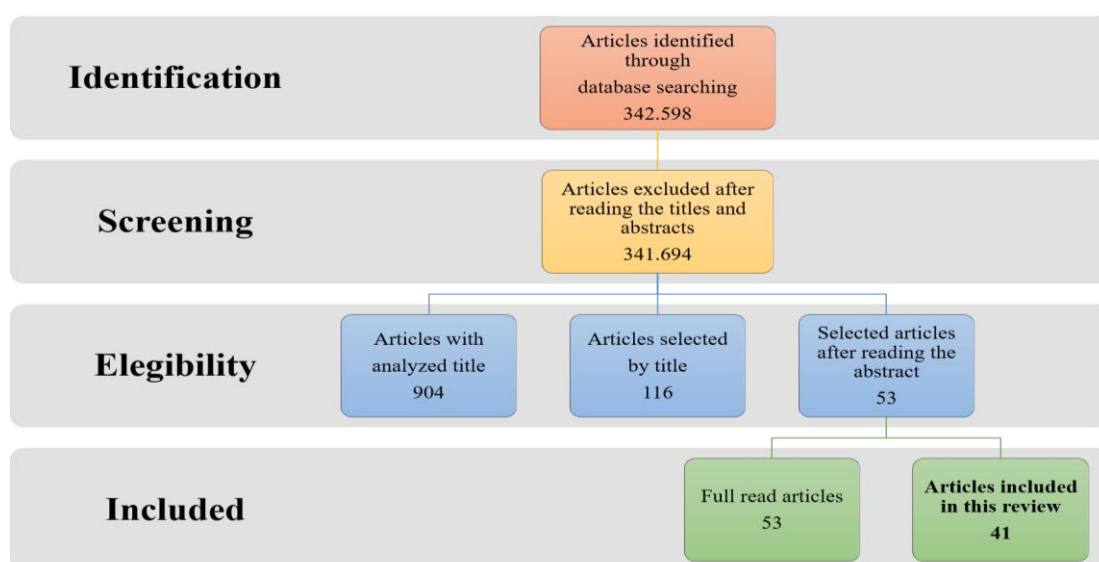 Identification
Articles identified
through
database searching
342.598
Screening
Articles excluded after
reading the titles and
abstracts
341.694
Elegibility
Articles with
analyzed title
904
Articles selected
by title
116
Selected articles
after reading the
abstract
53
Included
Full read articles
53
Articles included
in this review
41